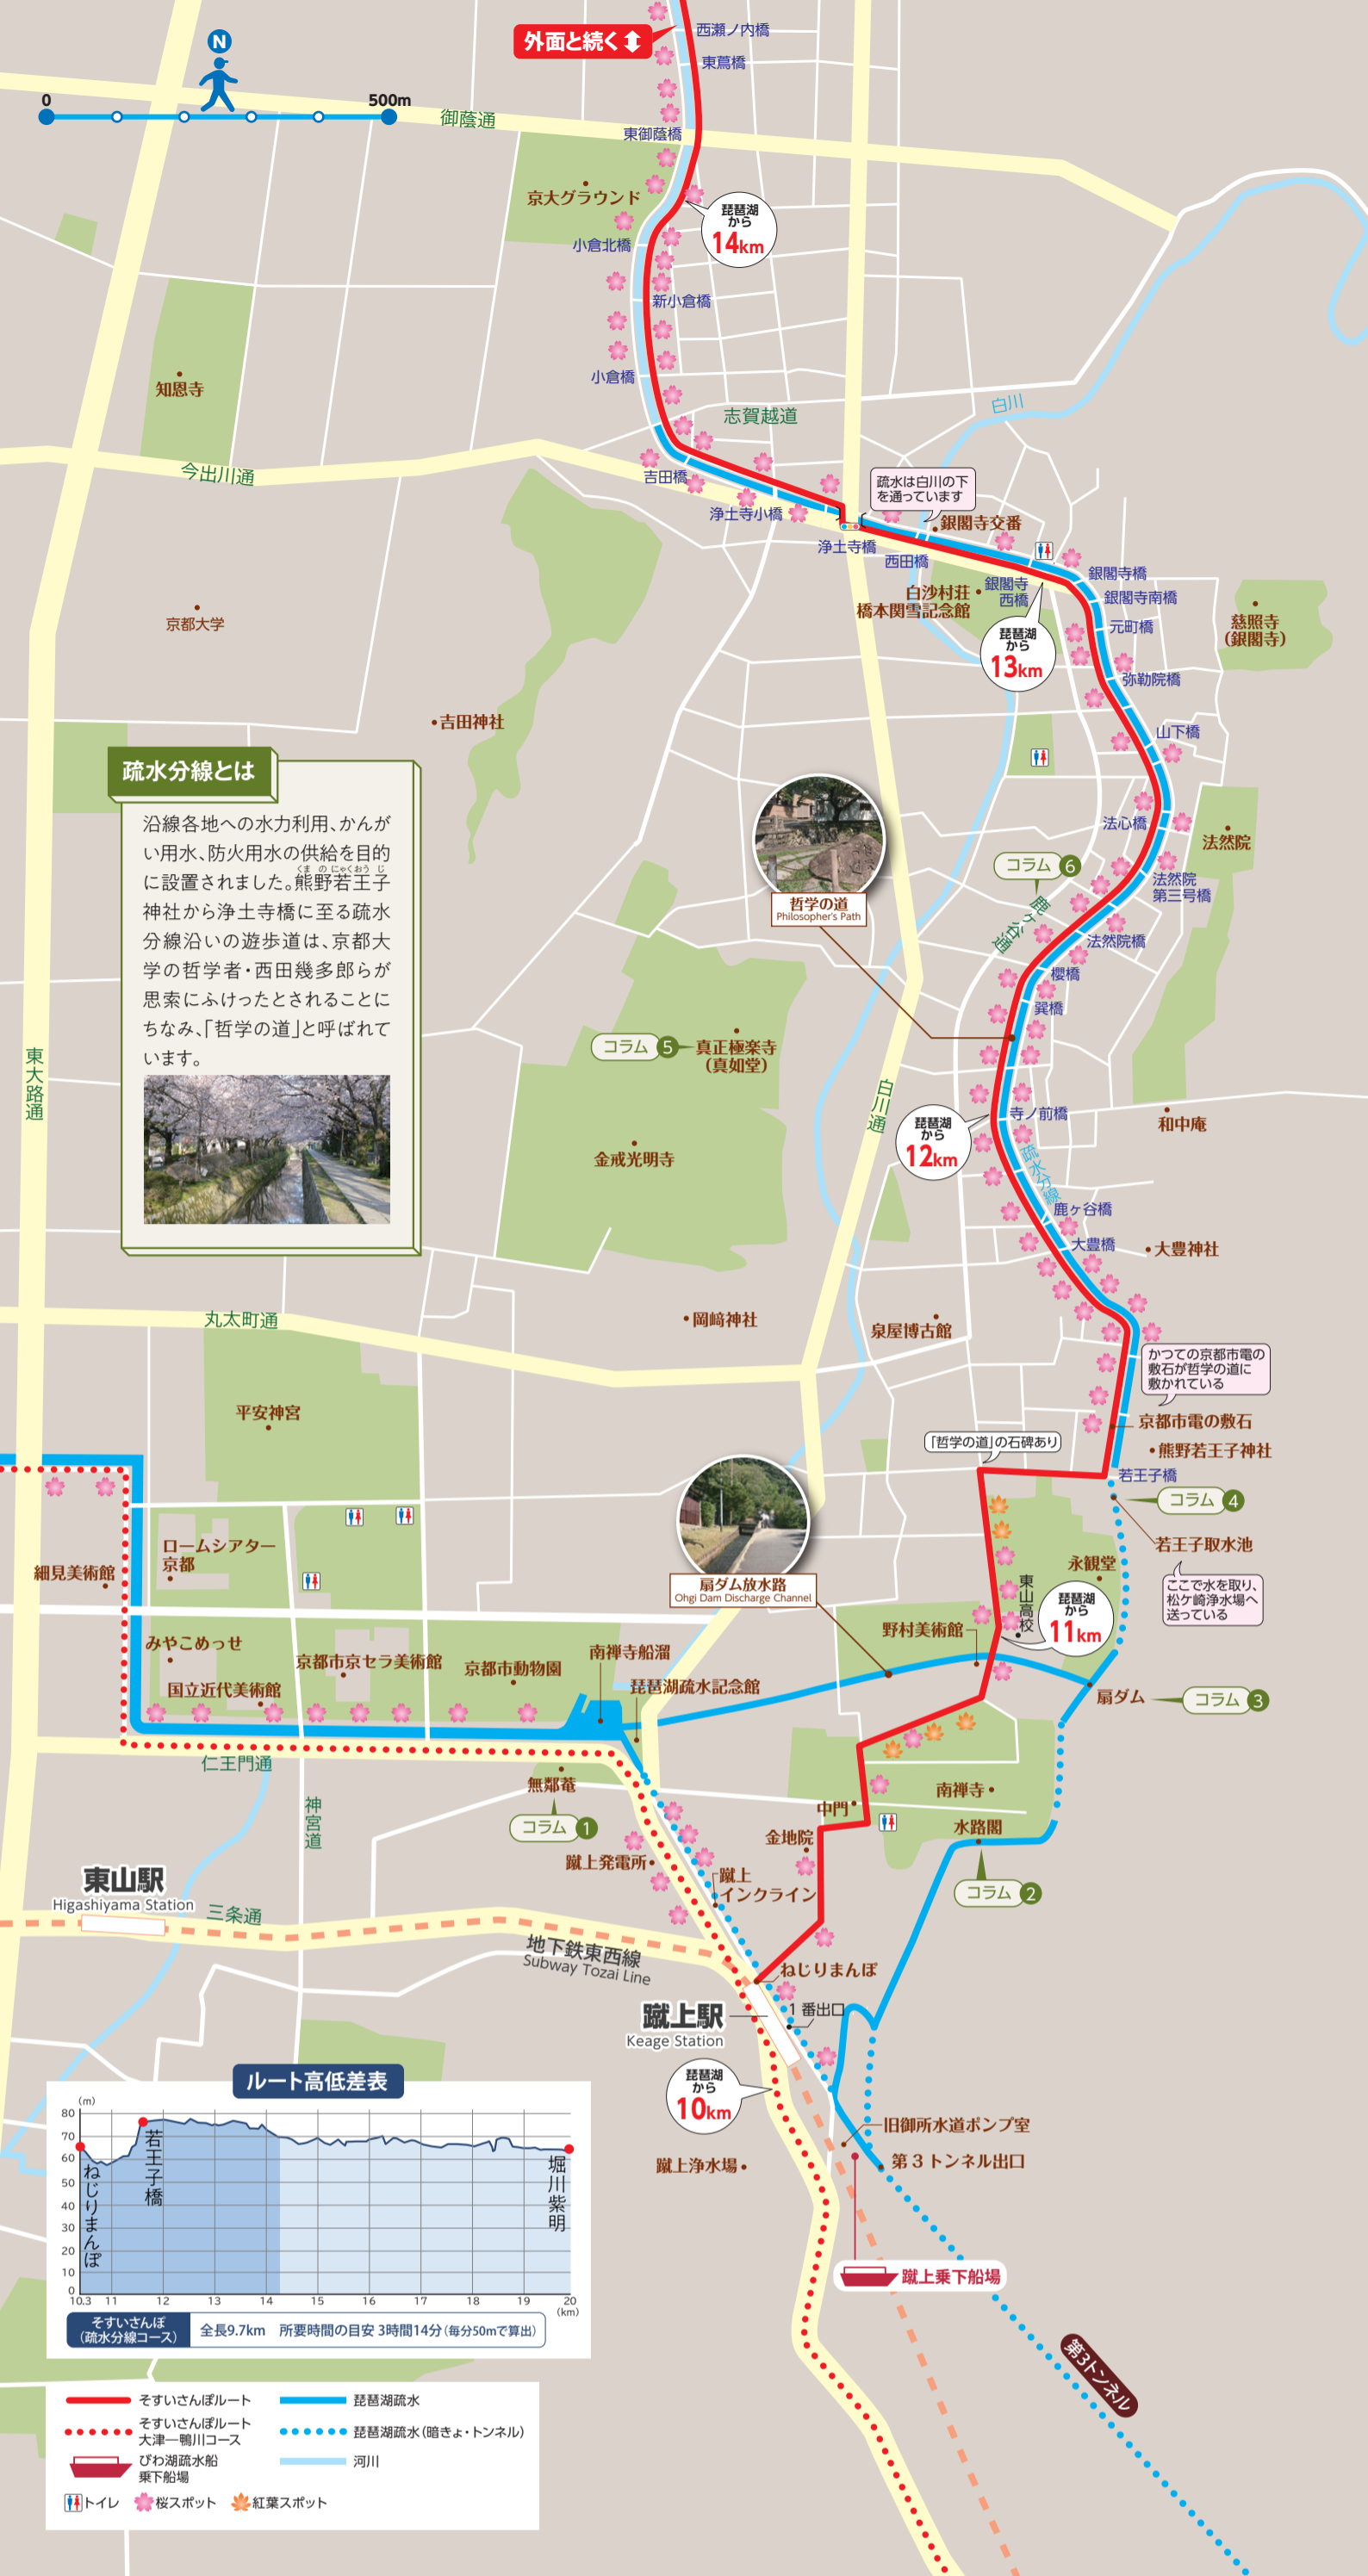 外面と続く
西瀬ノ内橋
東蔦橋
N
0
500m
御蔭通
東御蔭橋
京大グラウンド
琵琶湖
から
14km
小倉北橋
新小倉橋
小倉橋
知恩寺
志賀越道
白川
今出川通
吉田橋
浄土寺小橋
疏水は白川の下
を通っています
銀閣寺交番
浄土寺橋
西田橋
銀閣寺
西橋
銀閣寺橋
銀閣寺南橋
白沙村荘
橋本関雪記念館
元町橋
慈照寺
（銀閣寺）
京都大学
琵琶湖
から
13km
弥勒院橋
吉田神社
山下橋
疏水分線とは
沿線各地への水力利用、かんが
い用水、防火用水の供給を目的
くま の にゃくおう じ
に設置されました。熊野若王子
神社から浄土寺橋に至る疏水
分線沿いの遊歩道は、京都大
学の哲学者・西田幾多郎らが
思索にふけったとされることに
ちなみ、「哲学の道」と呼ばれて
います。
法心橋
法然院
コラム 6
鹿ヶ谷通
法然院
第三号橋
哲学の道
Philosopher's Path
法然院橋
櫻橋
巽橋
コラム 5
真正極楽寺
（真如堂）
東大路通
白川通
寺ノ前橋
和中庵
琵琶湖
から
12km
金戒光明寺
疏水分線
鹿ヶ谷橋
大豊橋
大豊神社
丸太町通
岡﨑神社
泉屋博古館
かつての京都市電の
敷石が哲学の道に
敷かれている
平安神宮
京都市電の敷石
「哲学の道」の石碑あり
熊野若王子神社
若王子橋
コラム 4
若王子取水池
ロームシアター
京都
細見美術館
永観堂
ここで水を取り、
松ケ崎浄水場へ
送っている
扇ダム放水路
Ohgi Dam Discharge Channel
東山高校
琵琶湖
から
11km
野村美術館
みやこめっせ
京都市京セラ美術館
京都市動物園
南禅寺船溜
国立近代美術館
琵琶湖疏水記念館
扇ダム
コラム 3
仁王門通
無鄰菴
南禅寺
中門
神宮道
コラム 1
水路閣
金地院
蹴上発電所
東山駅
Higashiyama Station
蹴上
インクライン
コラム 2
三条通
地下鉄東西線
Subway Tozai Line
ねじりまんぽ
蹴上駅
Keage Station
1 番出口
琵琶湖
から
10km
ルート高低差表
(m)
80
70
60
50
40
30
20
10
0
ねじりまんぽ
若王子橋
堀川紫明
10.3 11 12 13 14 15 16 17 18 19 20
(km)
そすいさんぽ
（疏水分線コース）
全長9.7km 所要時間の目安 3時間14分（毎分50mで算出）
旧御所水道ポンプ室
蹴上浄水場
第3トンネル出口
蹴上乗下船場
第3トンネル
そすいさんぽルート
琵琶湖疏水
そすいさんぽルート
大津―鴨川コース
琵琶湖疏水（暗きょ・トンネル）
びわ湖疏水船
乗下船場
河川
トイレ
桜スポット
紅葉スポット